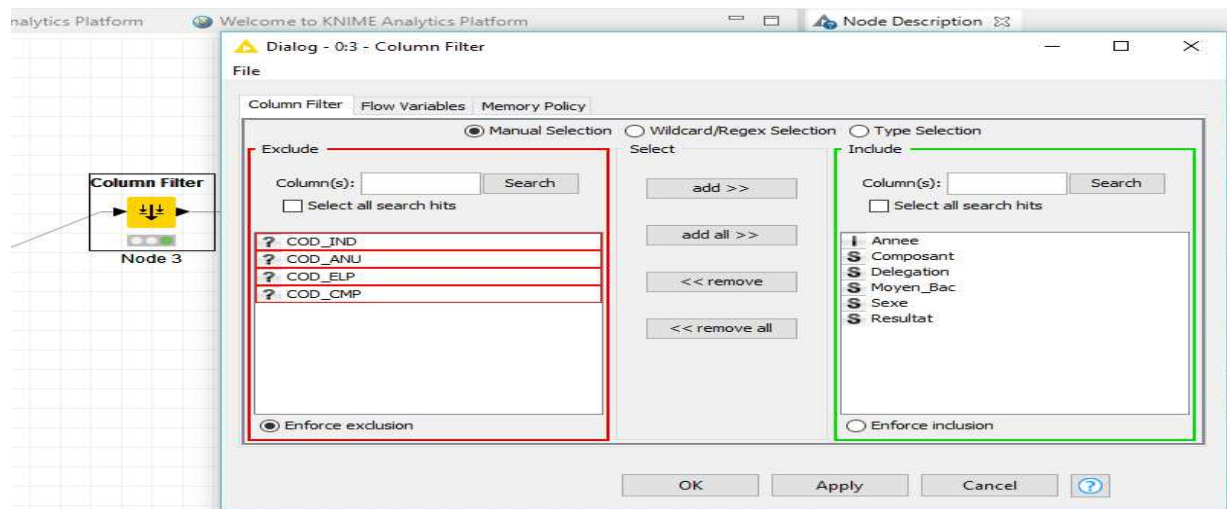 nalytics Platform
Welcome to KNIME Analytics Platform
Node Description
Dialog - 0:3 - Column Filter
File
Column Filter Flow Variables Memory Policy
Manual Selection Wildcard/Regex Selection Type Selection
Exclude
Column(s): Search
Select all search hits
? COD_IND
? COD_ANU
? COD_ELP
? COD_CMP
Enforce exclusion
Select
add >>
add all >>
<< remove
<< remove all
Include
Column(s): Search
Select all search hits
I Annee
S Composant
S Delegation
S Moyen_Bac
S Sexe
S Resultat
Enforce inclusion
Column Filter
Node 3
OK Apply Cancel ?